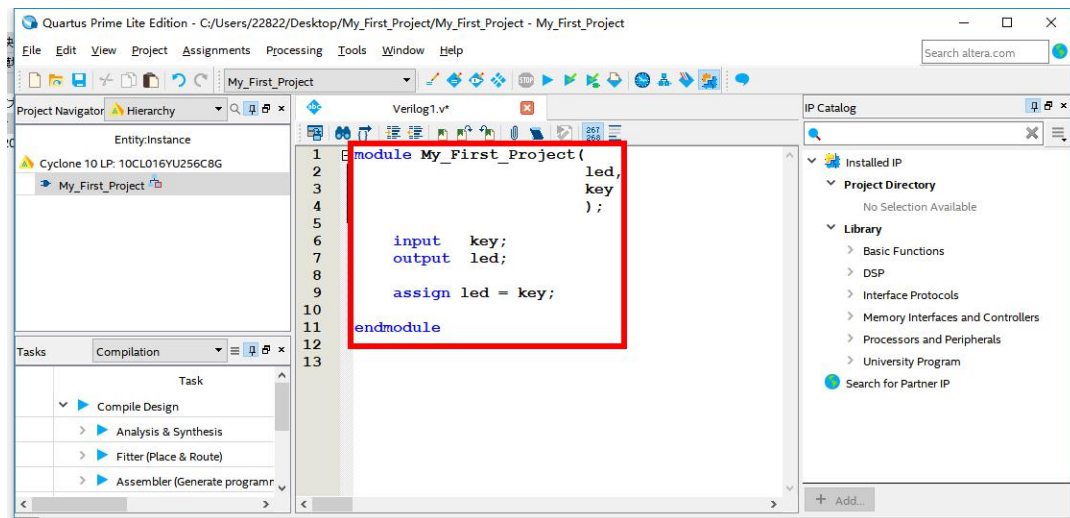 Quartus Prime Lite Edition - C:/Users/22822/Desktop/My_First_Project/My_First_Project - My_First_Project
File Edit View Project Assignments Processing Tools Window Help
Search altera.com
My_First_Project
Project Navigator Hierarchy
Entity:Instance
Cyclone 10 LP: 10CL016YU256C8G
My_First_Project
Tasks Compilation
Task
Compile Design
Analysis & Synthesis
Fitter (Place & Route)
Assembler (Generate programm
Verilog1.v*
267
268
1 module My_First_Project(
2 led,
3 key
4 );
5
6 input key;
7 output led;
8
9 assign led = key;
10
11 endmodule
12
13
IP Catalog
Installed IP
Project Directory
No Selection Available
Library
Basic Functions
DSP
Interface Protocols
Memory Interfaces and Controllers
Processors and Peripherals
University Program
Search for Partner IP
+ Add...